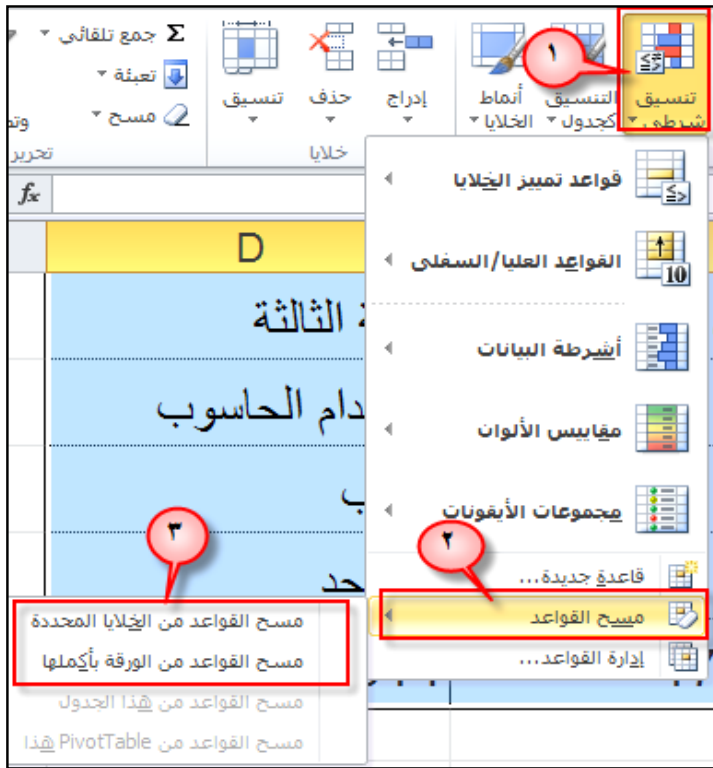 Σ جمع تلقائي
تعبئة
مسح
تحرير
تنسيق
حذف
إدراج
خلايا
أنماط
الخلايا
التنسيق
كجدول
تنسيق
شرطي
١
fx
D
الثالثة
دام الحاسوب
ب
حد
قواعد تمييز الخلايا
القواعد العليا/السفلى
أشرطة البيانات
مقاييس الألوان
مجموعات الأيقونات
٢
قاعدة جديدة...
مسح القواعد
إدارة القواعد...
٣
مسح القواعد من الخلايا المحددة
مسح القواعد من الورقة بأكملها
مسح القواعد من هذا الجدول
مسح القواعد من PivotTable هذا